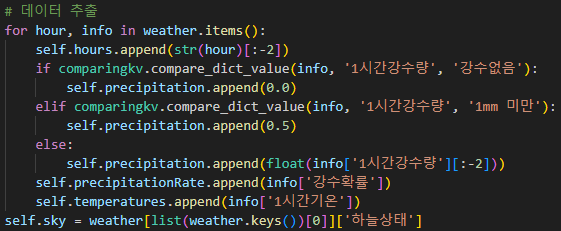 # 데이터 추출
for hour, info in weather.items():
    self.hours.append(str(hour)[:-2])
    if comparingkv.compare_dict_value(info, '1시간강수량', '강수없음'):
        self.precipitation.append(0.0)
    elif comparingkv.compare_dict_value(info, '1시간강수량', '1mm 미만'):
        self.precipitation.append(0.5)
    else:
        self.precipitation.append(float(info['1시간강수량'][:-2]))
    self.precipitationRate.append(info['강수확률'])
    self.temperatures.append(info['1시간기온'])
self.sky = weather[list(weather.keys())[0]]['하늘상태']